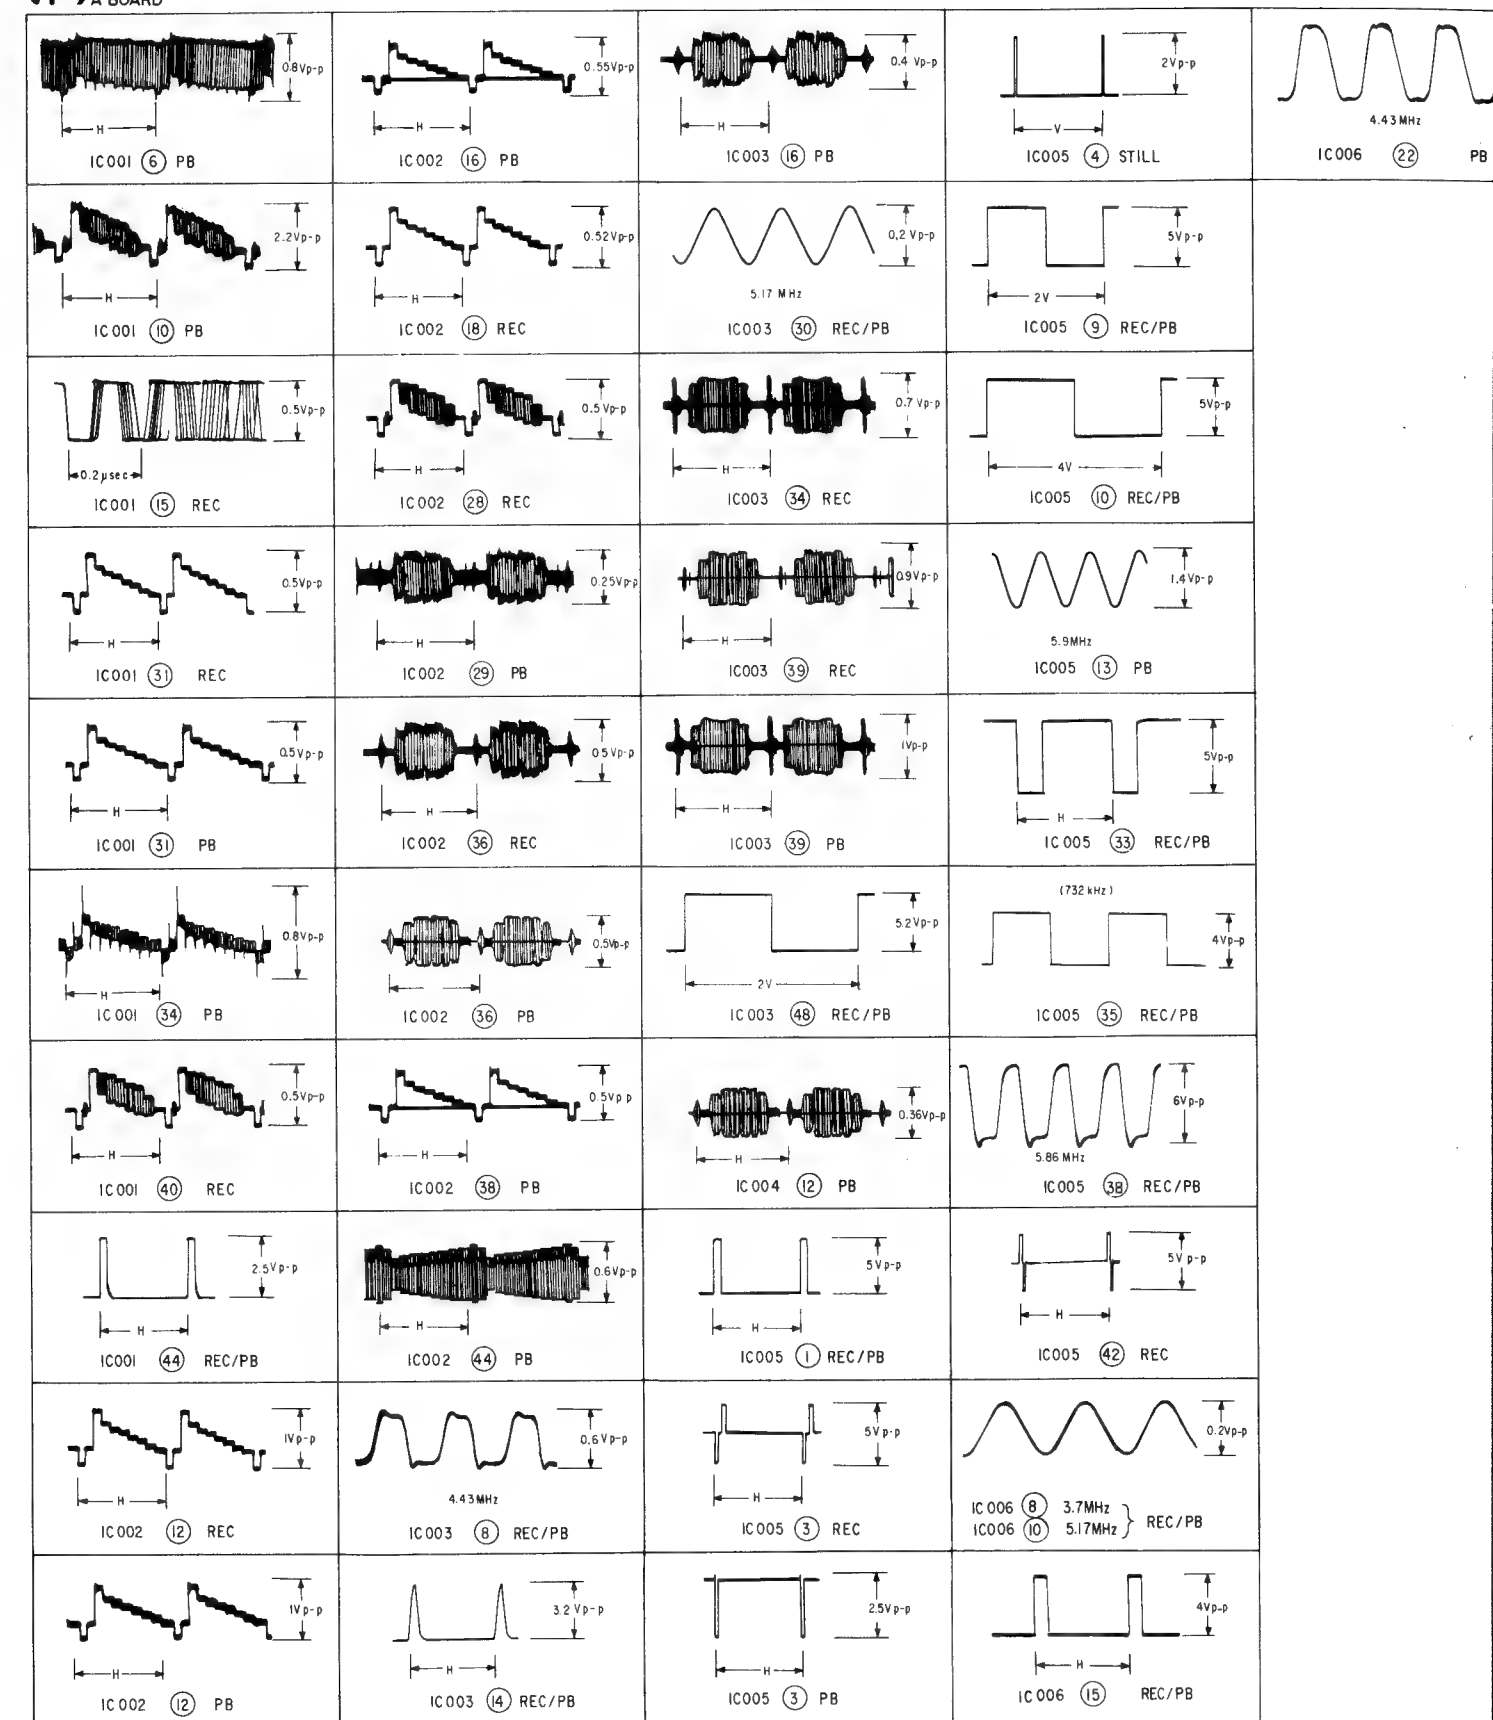 A BOARD
0.8Vp-p
H
IC001 6 PB
0.55Vp-p
H
IC002 16 PB
0.4 Vp-p
H
IC003 16 PB
2Vp-p
V
IC005 4 STILL
4.43MHz
IC006 22 PB
2.2Vp-p
H
IC001 10 PB
0.52Vp-p
H
IC002 18 REC
0.2 Vp-p
5.17 MHz
IC003 30 REC/PB
5Vp-p
2V
IC005 9 REC/PB
0.5Vp-p
0.2µsec
IC001 15 REC
0.5Vp-p
H
IC002 28 REC
0.7 Vp-p
H
IC003 34 REC
5Vp-p
4V
IC005 10 REC/PB
0.5Vp-p
H
IC001 31 REC
0.25Vp-p
H
IC002 29 PB
0.9Vp-p
H
IC003 39 REC
1.4Vp-p
5.9MHz
IC005 13 PB
0.5Vp-p
H
IC001 31 PB
0.5Vp-p
H
IC002 36 REC
1Vp-p
H
IC003 39 PB
5Vp-p
H
IC005 33 REC/PB
0.8Vp-p
H
IC001 34 PB
0.5Vp-p
IC002 36 PB
5.2Vp-p
2V
IC003 48 REC/PB
(732 kHz)
4Vp-p
IC005 35 REC/PB
0.5Vp-p
H
IC001 40 REC
0.5Vp p
H
IC002 38 PB
0.36Vp-p
H
IC004 12 PB
6Vp-p
5.86 MHz
IC005 38 REC/PB
2.5Vp-p
H
IC001 44 REC/PB
0.6Vp-p
H
IC002 44 PB
5Vp-p
H
IC005 1 REC/PB
5Vp-p
H
IC005 42 REC
1Vp-p
H
IC002 12 REC
0.6Vp-p
4.43MHz
IC003 8 REC/PB
5Vp-p
H
IC005 3 REC
0.2Vp-p
IC006 8 3.7MHz
IC006 10 5.17MHz } REC/PB
1Vp-p
H
IC002 12 PB
3.2Vp-p
H
IC003 14 REC/PB
2.5Vp-p
H
IC005 3 PB
4Vp-p
H
IC006 15 REC/PB